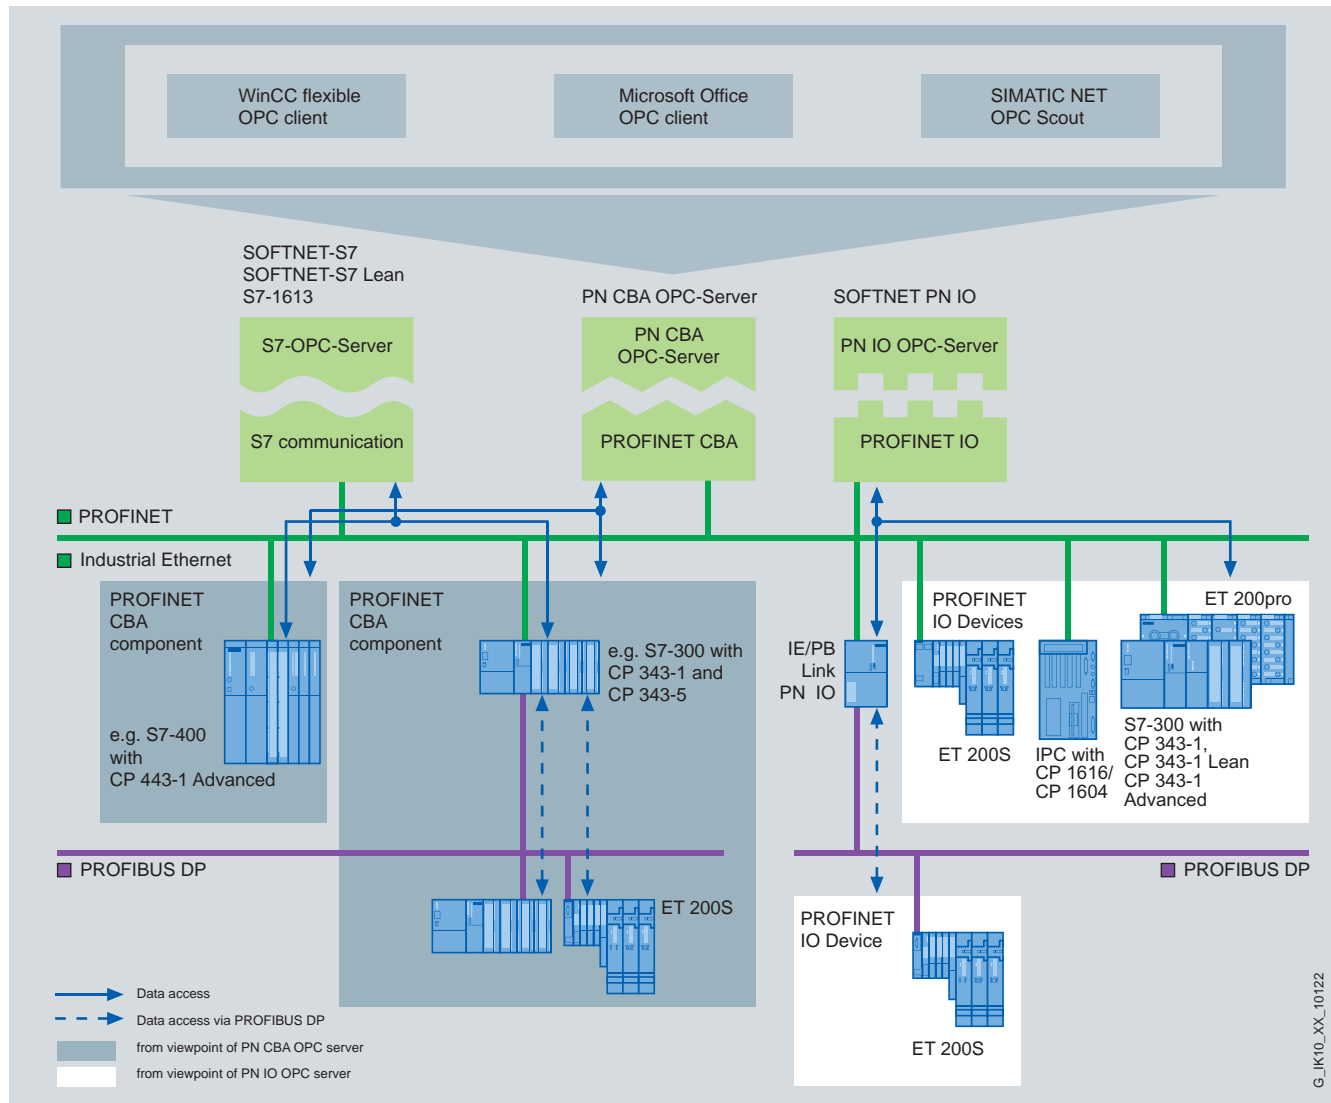 WinCC flexible
OPC client
Microsoft Office
OPC client
SIMATIC NET
OPC Scout
SOFTNET-S7
SOFTNET-S7 Lean
S7-1613
PN CBA OPC-Server
SOFTNET PN IO
S7-OPC-Server
PN CBA
OPC-Server
PN IO OPC-Server
S7 communication
PROFINET CBA
PROFINET IO
PROFINET
Industrial Ethernet
PROFINET
CBA
component
e.g. S7-400
with
CP 443-1 Advanced
PROFINET
CBA
component
e.g. S7-300 with
CP 343-1 and
CP 343-5
IE/PB
Link
PN IO
PROFINET
IO Devices
ET 200pro
ET 200S
IPC with
CP 1616/
CP 1604
S7-300 with
CP 343-1,
CP 343-1 Lean
CP 343-1
Advanced
PROFIBUS DP
PROFIBUS DP
ET 200S
PROFINET
IO Device
ET 200S
Data access
Data access via PROFIBUS DP
from viewpoint of PN CBA OPC server
from viewpoint of PN IO OPC server
G_IK10_XX_10122